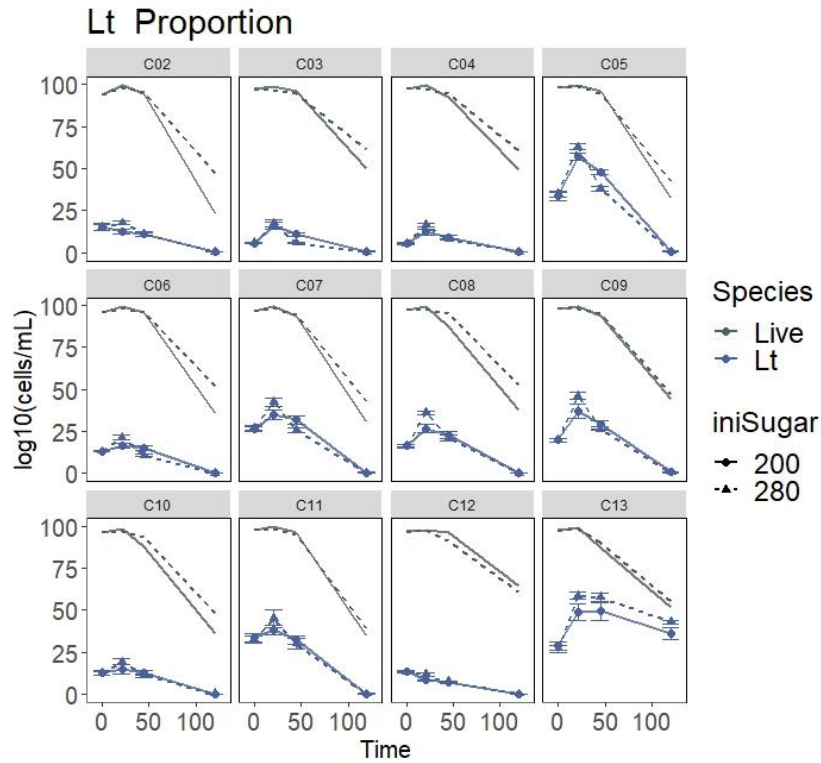 Lt Proportion
C02 C03 C04 C05
100
75
50
25
0
C06 C07 C08 C09
100
75
50
25
0
C10 C11 C12 C13
100
75
50
25
0
0 50 100 0 50 100 0 50 100 0 50 100
Time
log10(cells/mL)
Species
Live
Lt
iniSugar
200
280